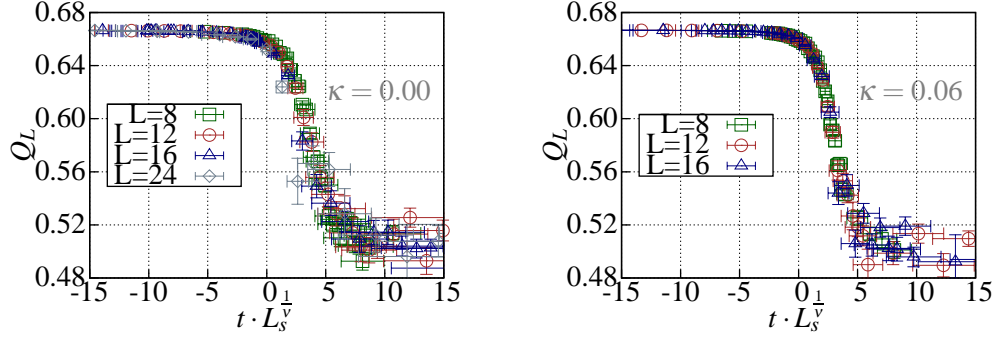 0.68
0.64
0.60
0.56
0.52
0.48
Q_L
κ = 0.00
L=8
L=12
L=16
L=24
-15 -10 -5 0 5 10 15
t · L_s^{1/ν}
0.68
0.64
0.60
0.56
0.52
0.48
Q_L
κ = 0.06
L=8
L=12
L=16
-15 -10 -5 0 5 10 15
t · L_s^{1/ν}